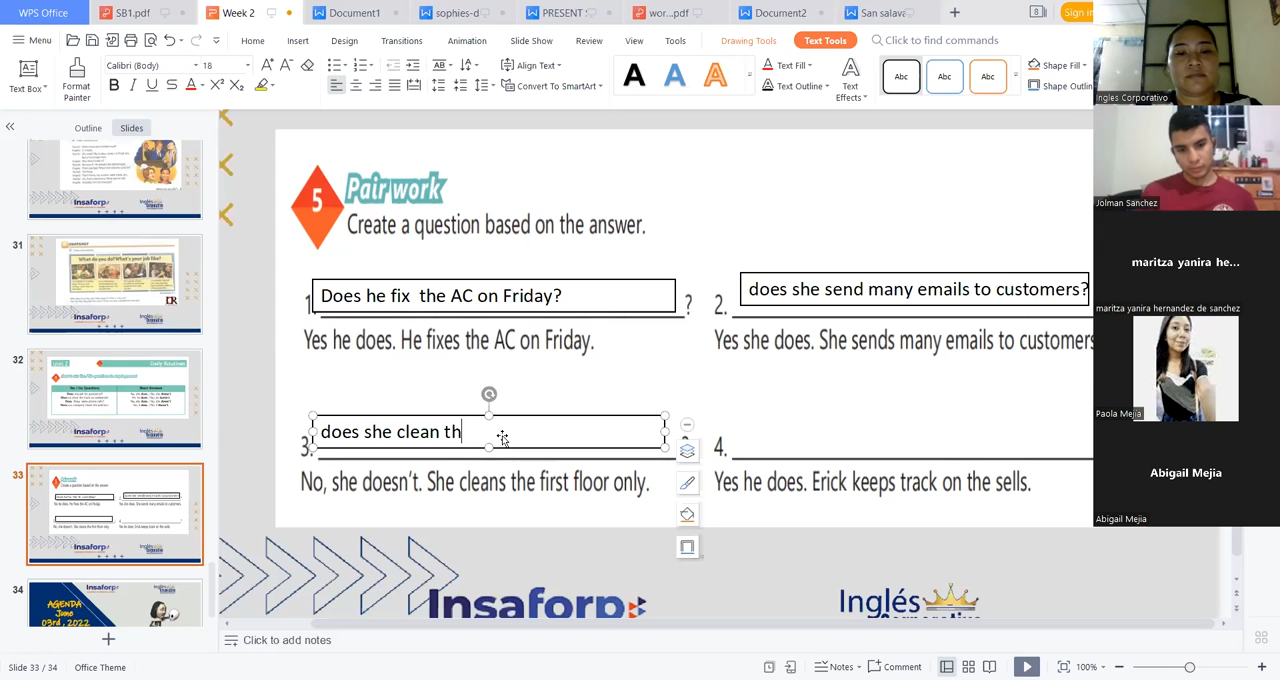 WPS Office
SB1.pdf
Week 2
Document1
sophies-d
PRESENT S
wor...pdf
Document2
San salava
8
Sign in
Menu
Home
Insert
Design
Transitions
Animation
Slide Show
Review
View
Tools
Drawing Tools
Text Tools
Click to find commands
Text Box
Format
Painter
Calibri (Body)
18
Align Text
Convert To SmartArt
Text Fill
Text Outline
Text
Effects
Abc
Abc
Abc
Shape Fill
Shape Outlin
Outline
Slides
31
32
33
34
5
Pair work
Create a question based on the answer.
1.
Does he fix  the AC on Friday?
?
Yes he does. He fixes the AC on Friday.
2.
does she send many emails to customers?
Yes she does. She sends many emails to customers
3.
does she clean th
No, she doesn't. She cleans the first floor only.
4.
Yes he does. Erick keeps track on the sells.
Insaforp
Inglés
Ingles Corporativo
Jolman Sanchez
maritza yanira he...
maritza yanira hernandez de sanchez
Paola Mejia
Abigail Mejia
Abigail Mejia
AGENDA
June
03rd, 2022
Click to add notes
Slide 33 / 34
Office Theme
Notes
Comment
100%